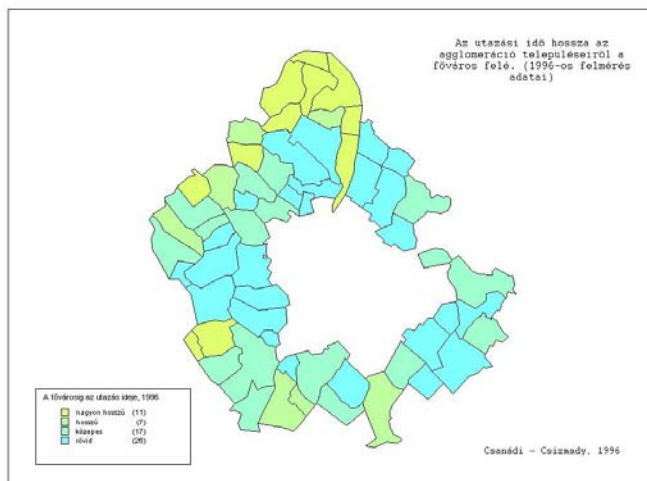 Az utazási idő hossza az
agglomeráció településeiről a
főváros felé. (1996-os felmérés
adatai)
A fővárosig az utazás ideje, 1996
nagyon hosszú (11)
hosszú (7)
közepes (17)
rövid (26)
Csanádi - Csizmady, 1996